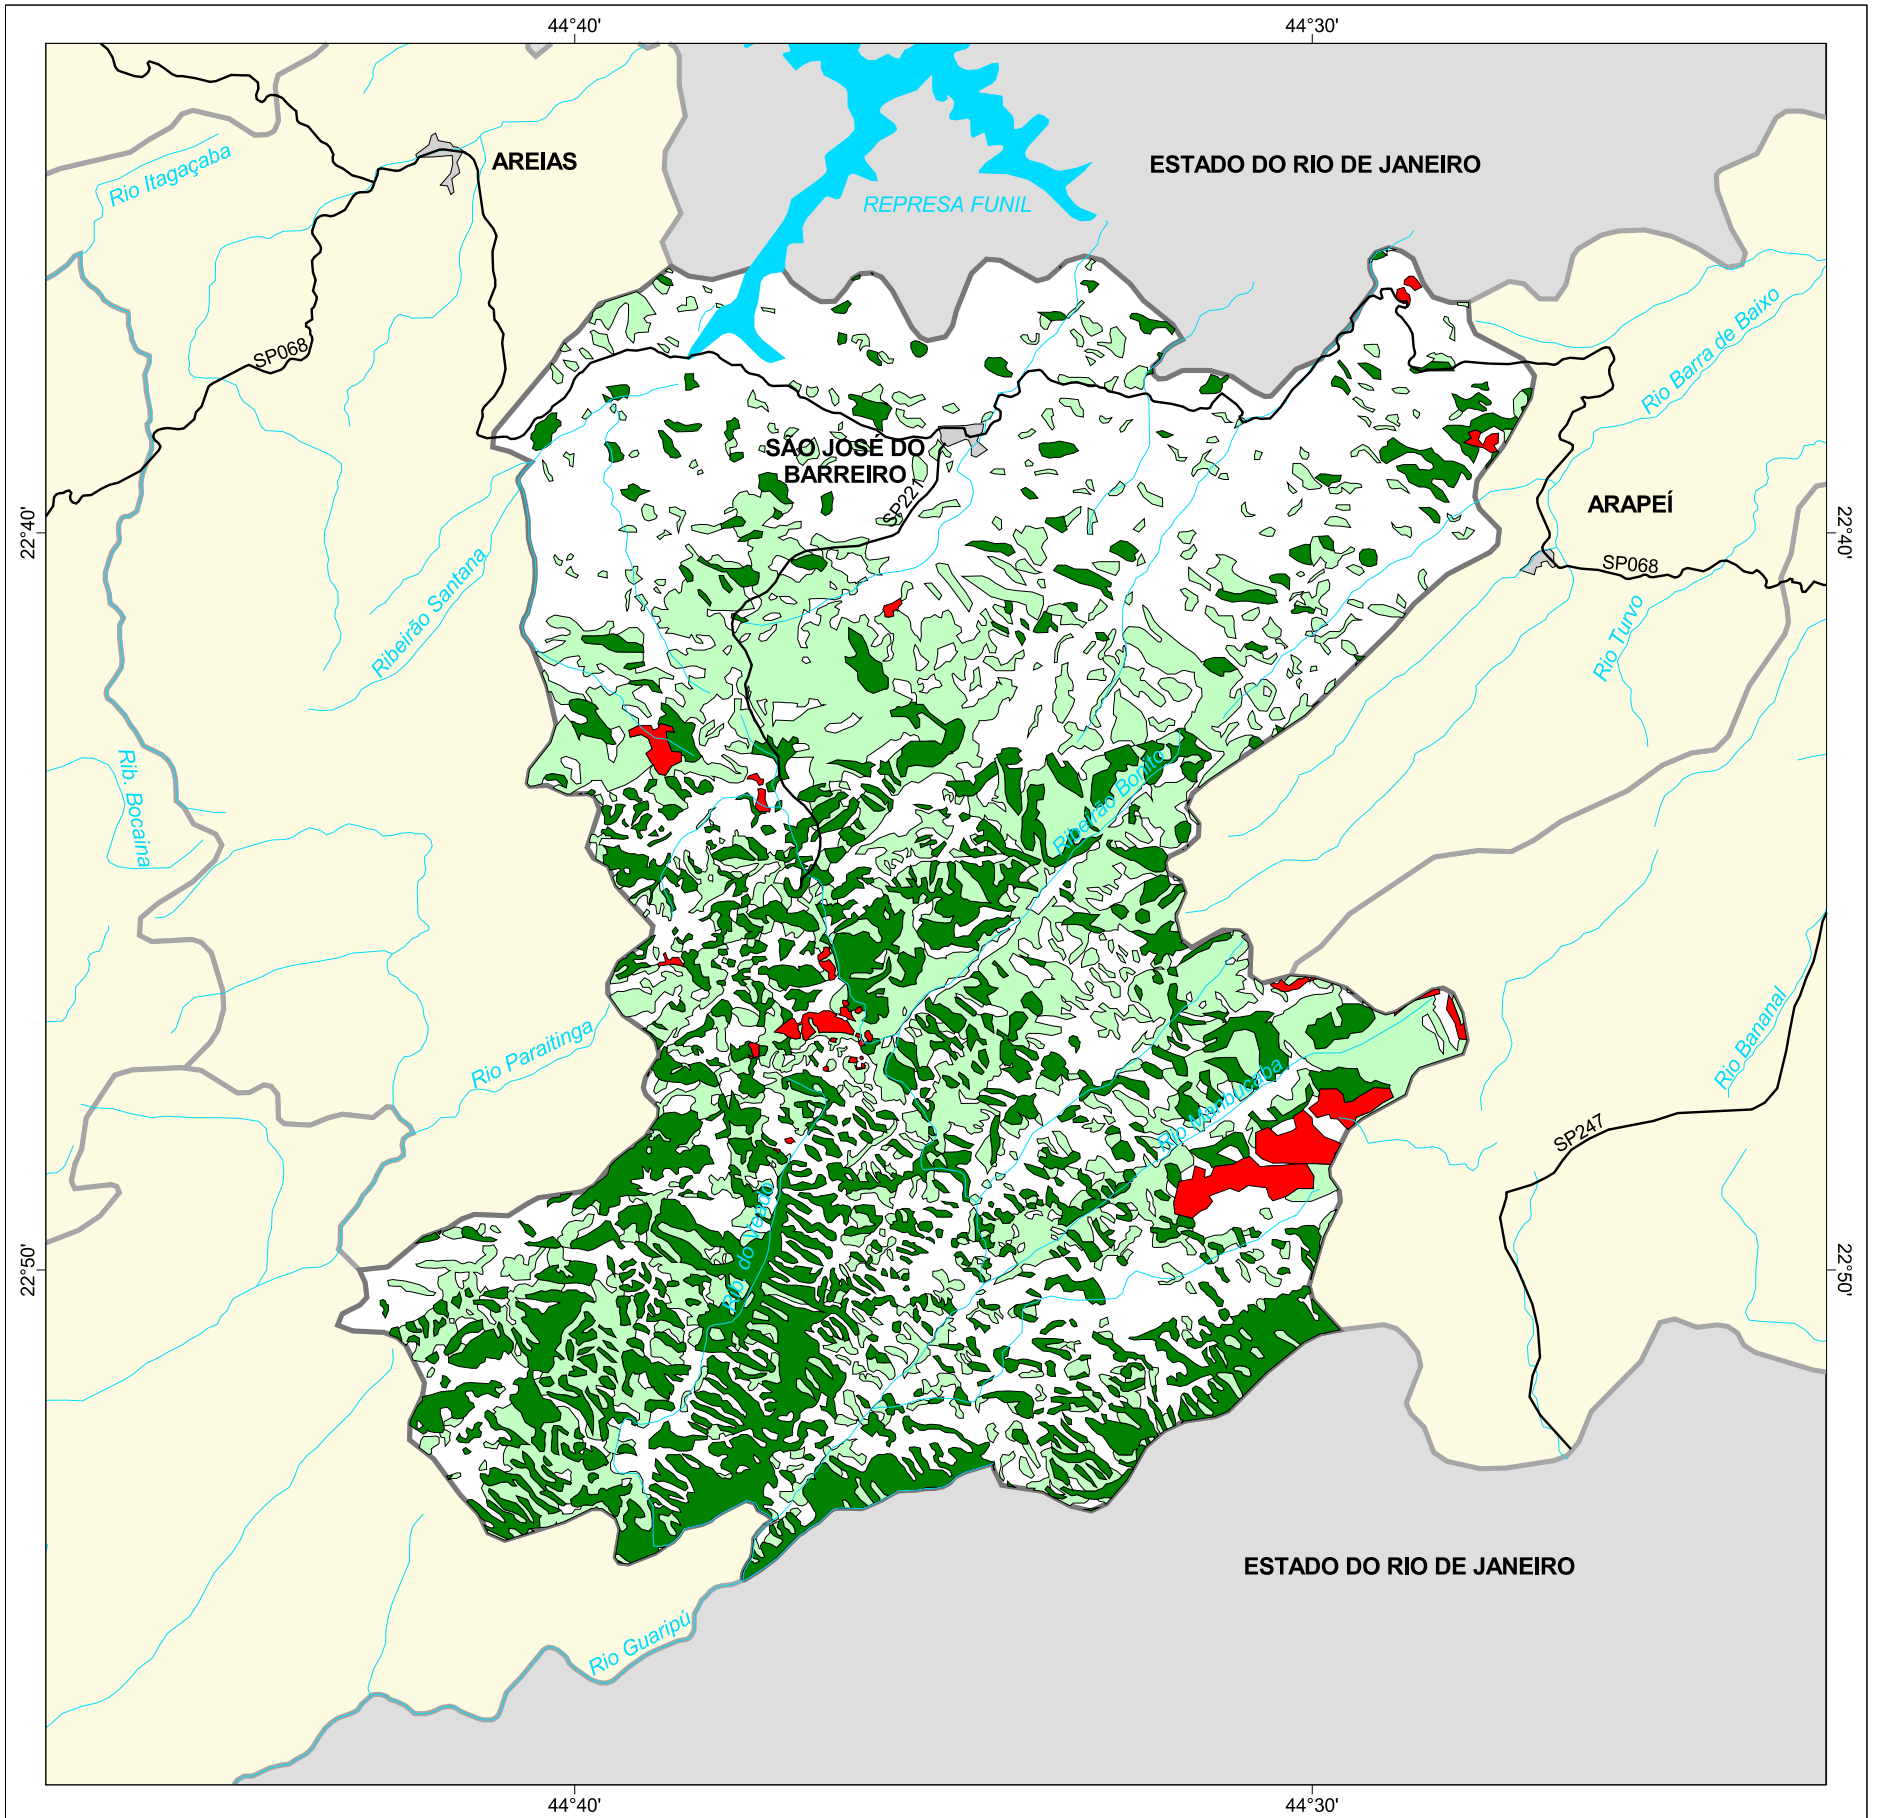 44°40'
44°30'
AREIAS
ESTADO DO RIO DE JANEIRO
Rio Itagaçaba
REPRESA FUNIL
SP068
Rio Barra de Baixo
SÃO JOSÉ DO
BARREIRO
SP221
ARAPEÍ
22°40'
22°40'
SP068
Ribeirão Santana
Rio Turvo
Rib. Bocaina
Ribeirão Bonito
Rio Paraitinga
Rio Bananal
Rio Manbucaba
SP247
Rib. do Veado
22°50'
22°50'
ESTADO DO RIO DE JANEIRO
Rio Guaripú
44°40'
44°30'